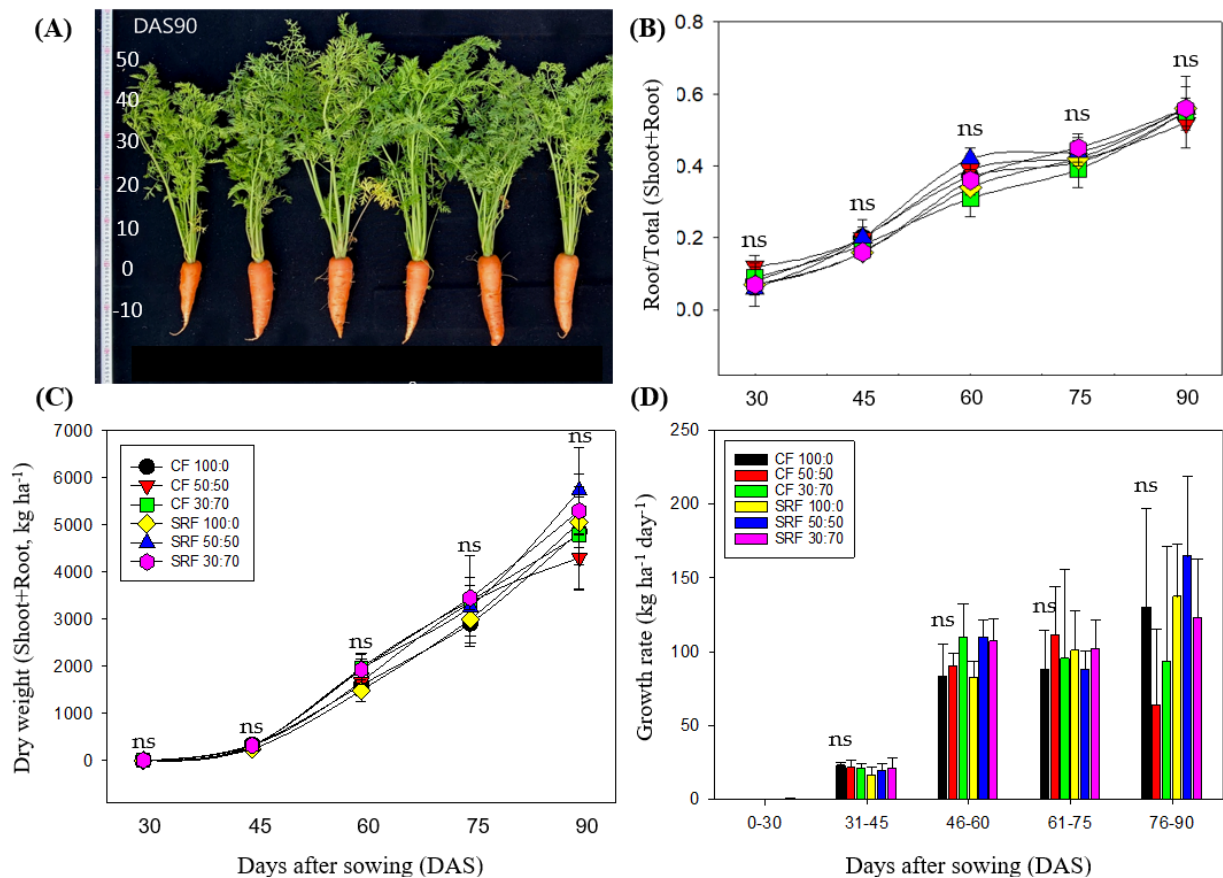 (A)
DAS90
50
40
30
20
10
0
-10
(B)
Root/Total (Shoot+Root)
0.8
0.6
0.4
0.2
0.0
ns
ns
ns
ns
ns
30
45
60
75
90
(C)
Dry weight (Shoot+Root, kg ha⁻¹)
7000
6000
5000
4000
3000
2000
1000
0
CF 100:0
CF 50:50
CF 30:70
SRF 100:0
SRF 50:50
SRF 30:70
ns
ns
ns
ns
ns
30
45
60
75
90
Days after sowing (DAS)
(D)
Growth rate (kg ha⁻¹ day⁻¹)
250
200
150
100
50
0
CF 100:0
CF 50:50
CF 30:70
SRF 100:0
SRF 50:50
SRF 30:70
ns
ns
ns
ns
0-30
31-45
46-60
61-75
76-90
Days after sowing (DAS)